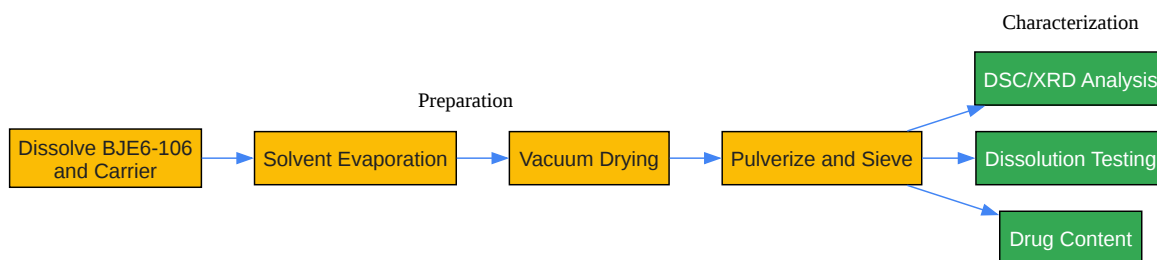 Characterization
DSC/XRD Analysis
Preparation
Dissolve BJE6-106
and Carrier
Solvent Evaporation
Vacuum Drying
Pulverize and Sieve
Dissolution Testing
Drug Content